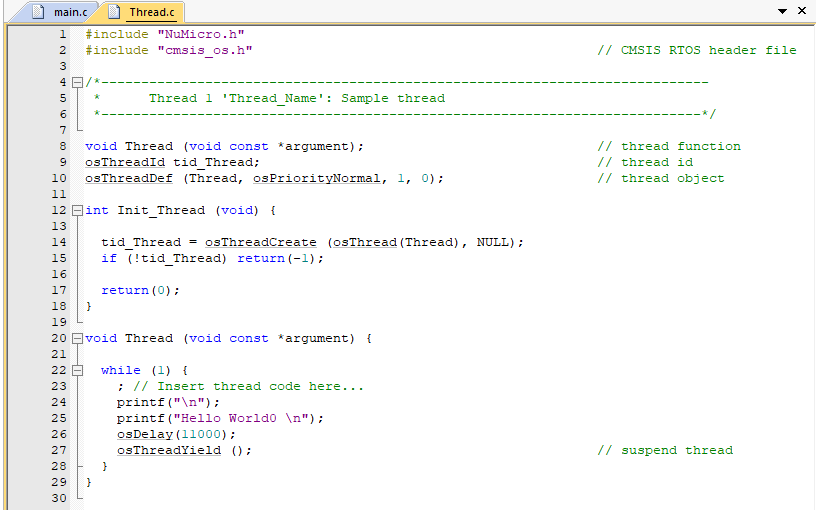 main.c Thread.c
1 #include "NuMicro.h"
2 #include "cmsis_os.h" // CMSIS RTOS header file
3
4 /*----------------------------------------------------------------------------
5 * Thread 1 'Thread_Name': Sample thread
6 *---------------------------------------------------------------------------*/
7
8 void Thread (void const *argument); // thread function
9 osThreadId tid_Thread; // thread id
10 osThreadDef (Thread, osPriorityNormal, 1, 0); // thread object
11
12 int Init_Thread (void) {
13
14 tid_Thread = osThreadCreate (osThread(Thread), NULL);
15 if (!tid_Thread) return(-1);
16
17 return(0);
18 }
19
20 void Thread (void const *argument) {
21
22 while (1) {
23 ; // Insert thread code here...
24 printf("\n");
25 printf("Hello World0 \n");
26 osDelay(11000);
27 osThreadYield (); // suspend thread
28 }
29 }
30